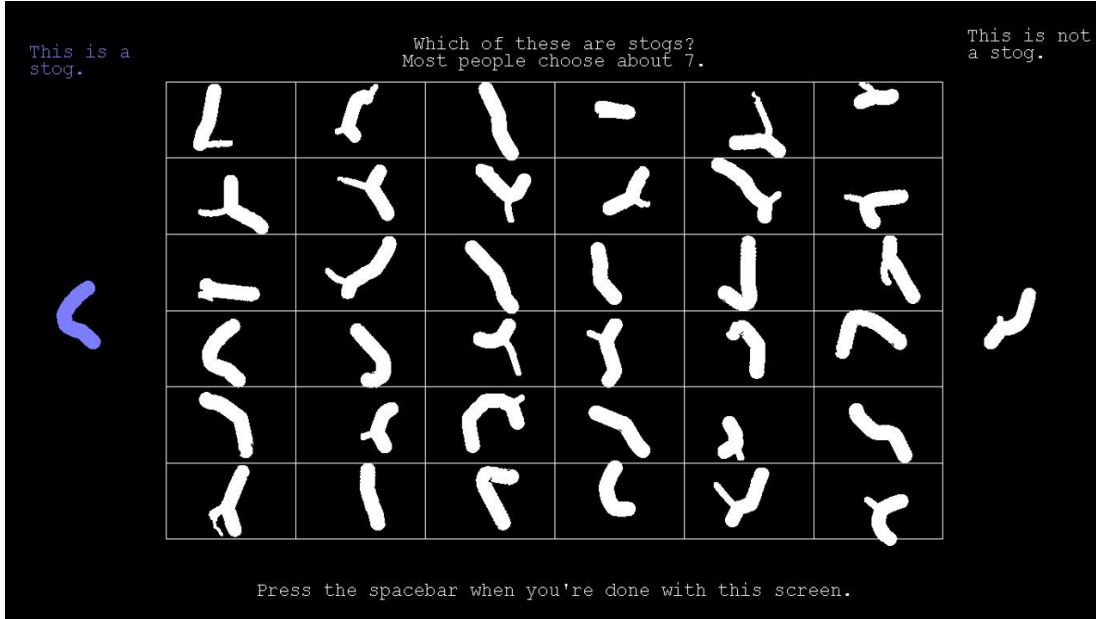 This is a
stog.
Which of these are stogs?
Most people choose about 7.
This is not
a stog.
Press the spacebar when you're done with this screen.